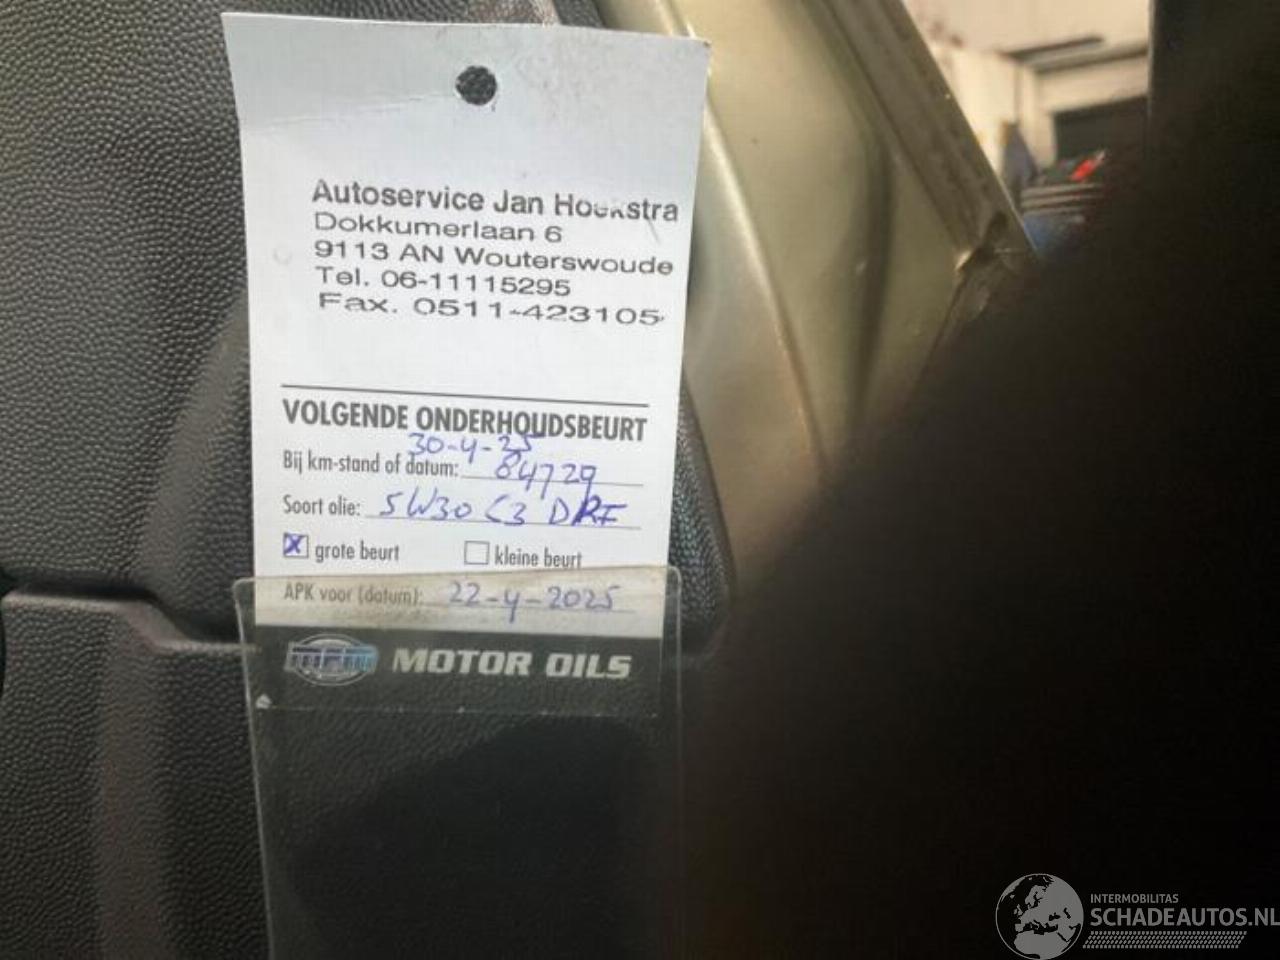 Autoservice Jan Hoekstra
Dokkumerlaan 6
9113 AN Wouterswoude
Tel. 06-11115295
Fax. 0511-423105
VOLGENDE ONDERHOUDSBEURT
30-4-25
Bij km-stand of datum: 84729
Soort olie: 5W30 C3 DPF
X grote beurt kleine beurt
APK voor (datum): 22-4-2025
MPM MOTOR OILS
INTERMOBILITAS
SCHADEAUTOS.NL